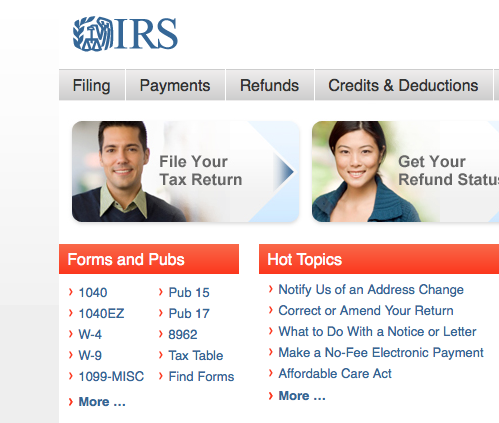 IRS
Filing
Payments
Refunds
Credits & Deductions
File Your
Tax Return
Get Your
Refund Status
Forms and Pubs
1040
1040EZ
W-4
W-9
1099-MISC
More ...
Pub 15
Pub 17
8962
Tax Table
Find Forms
Hot Topics
Notify Us of an Address Change
Correct or Amend Your Return
What to Do With a Notice or Letter
Make a No-Fee Electronic Payment
Affordable Care Act
More ...